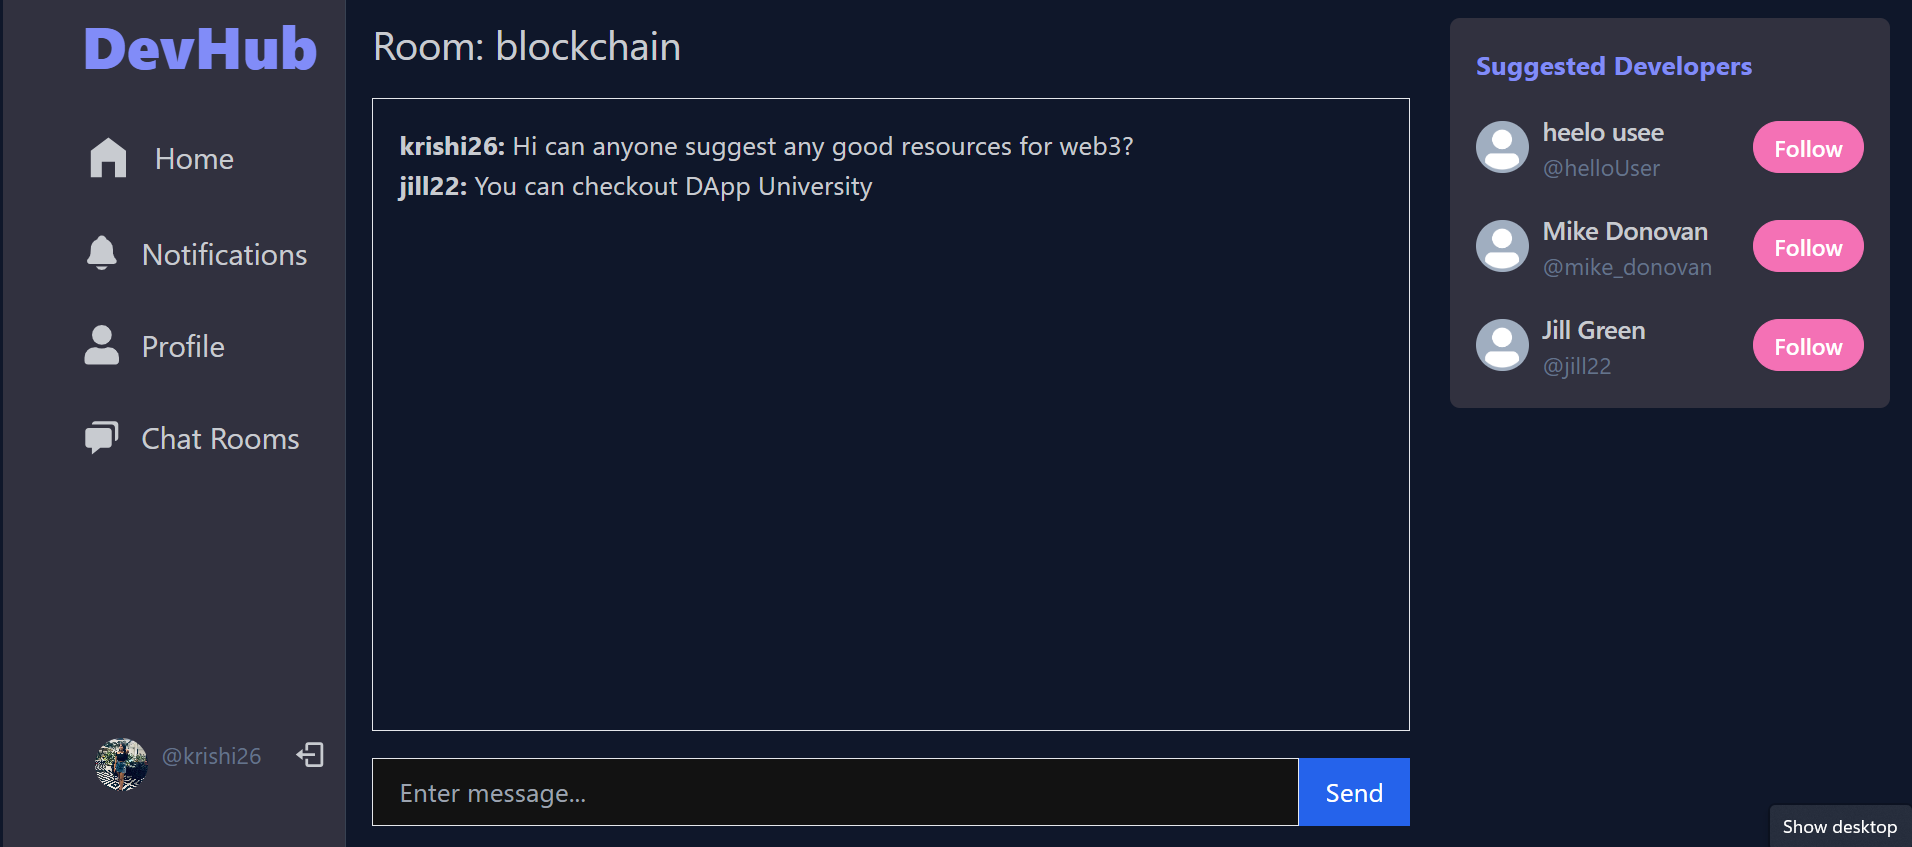 DevHub
Home
Notifications
Profile
Chat Rooms
@krishi26
Room: blockchain
krishi26: Hi can anyone suggest any good resources for web3?
jill22: You can checkout DApp University
Enter message...
Send
Suggested Developers
heelo usee
@helloUser
Follow
Mike Donovan
@mike_donovan
Follow
Jill Green
@jill22
Follow
Show desktop